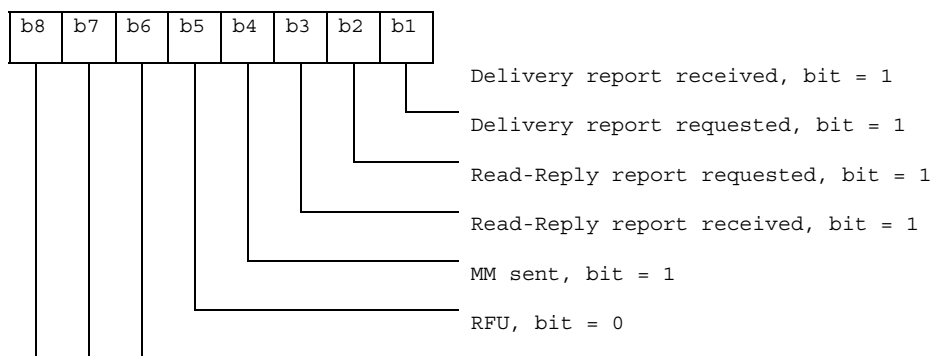 b8 b7 b6 b5 b4 b3 b2 b1
Delivery report received, bit = 1
Delivery report requested, bit = 1
Read-Reply report requested, bit = 1
Read-Reply report received, bit = 1
MM sent, bit = 1
RFU, bit = 0